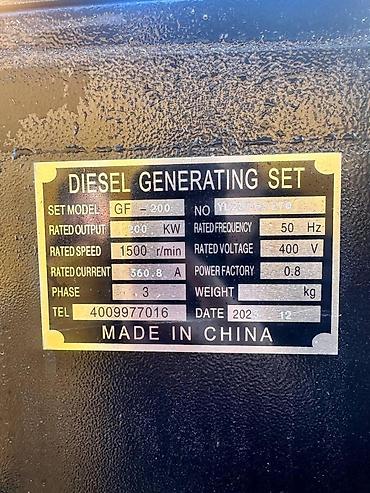 DIESEL GENERATING SET
SET MODEL GF -200 NO
RATED OUTPUT 200 KW RATED FREQUENCY 50 Hz
RATED SPEED 1500 r/min RATED VOLTAGE 400 V
RATED CURRENT 360.8 A POWER FACTORY 0.8
PHASE 3 WEIGHT kg
TEL 4009977016 DATE 12
MADE IN CHINA